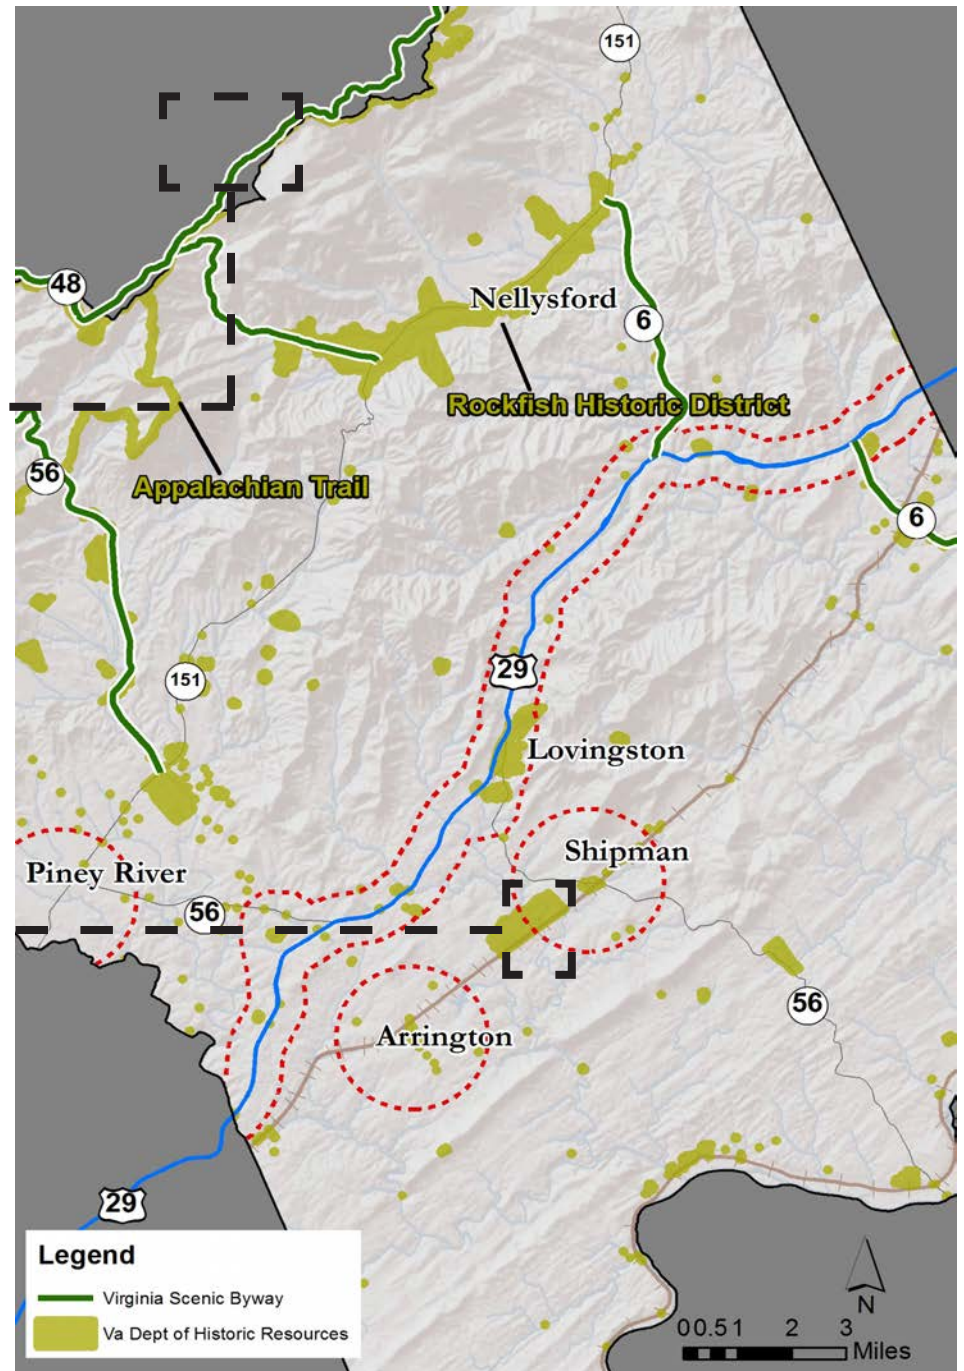 151
48
Nellysford
6
Rockfish Historic District
56
Appalachian Trail
6
29
151
Lovingston
Shipman
Piney River
56
56
Arrington
29
Legend
Virginia Scenic Byway
Va Dept of Historic Resources
N
0 0.5 1 2 3
Miles